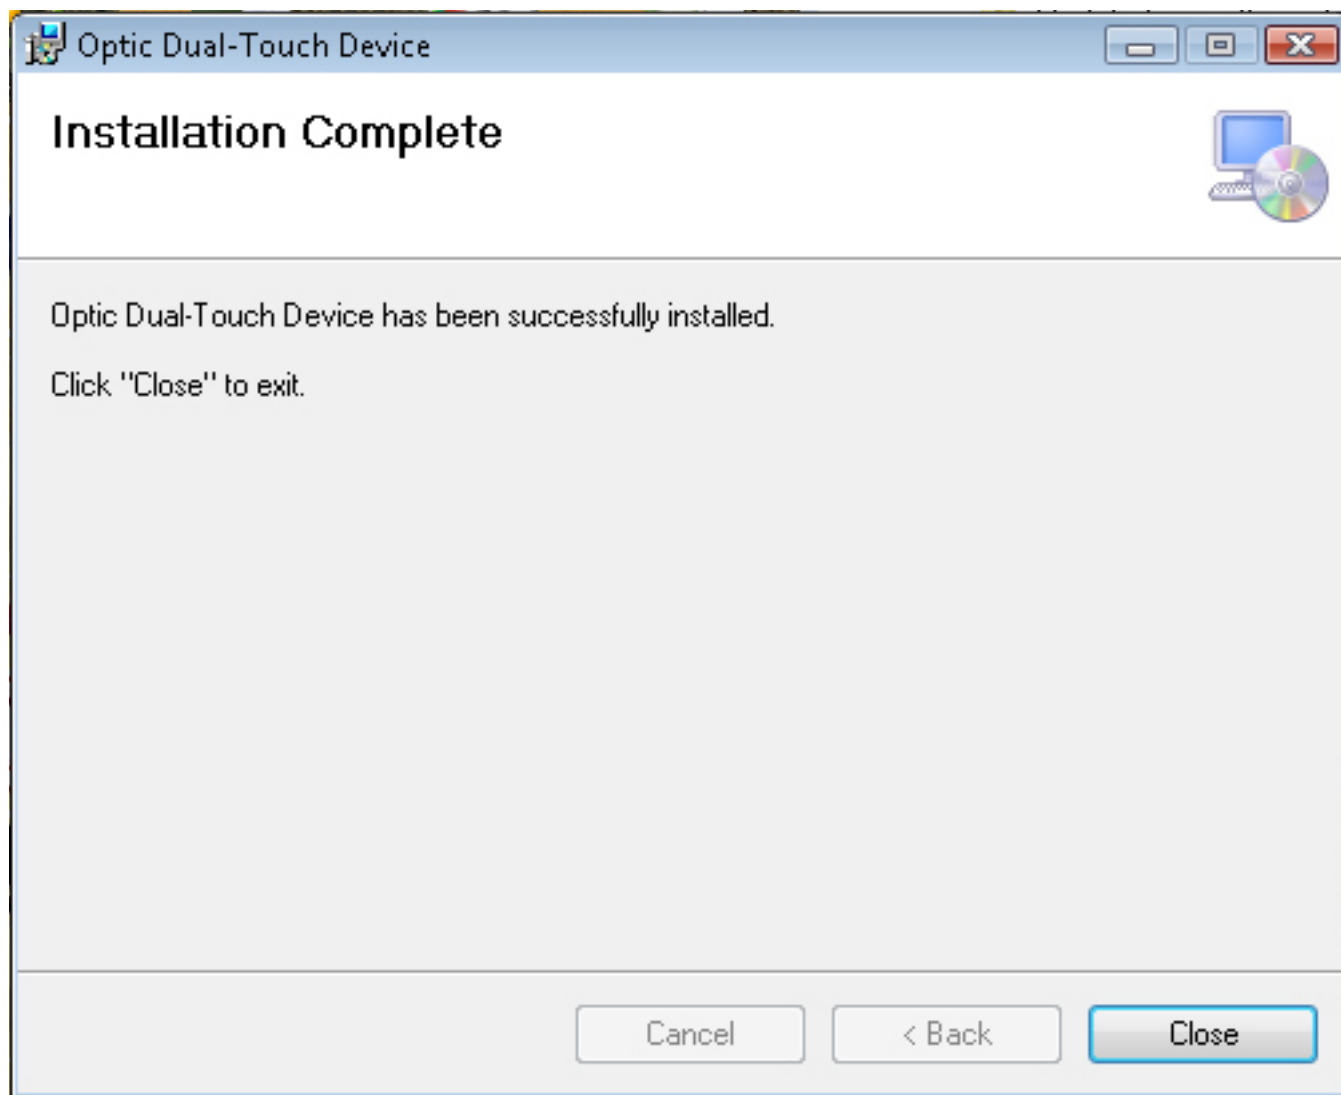 Optic Dual-Touch Device
Installation Complete
Optic Dual-Touch Device has been successfully installed.
Click "Close" to exit.
Cancel
< Back
Close